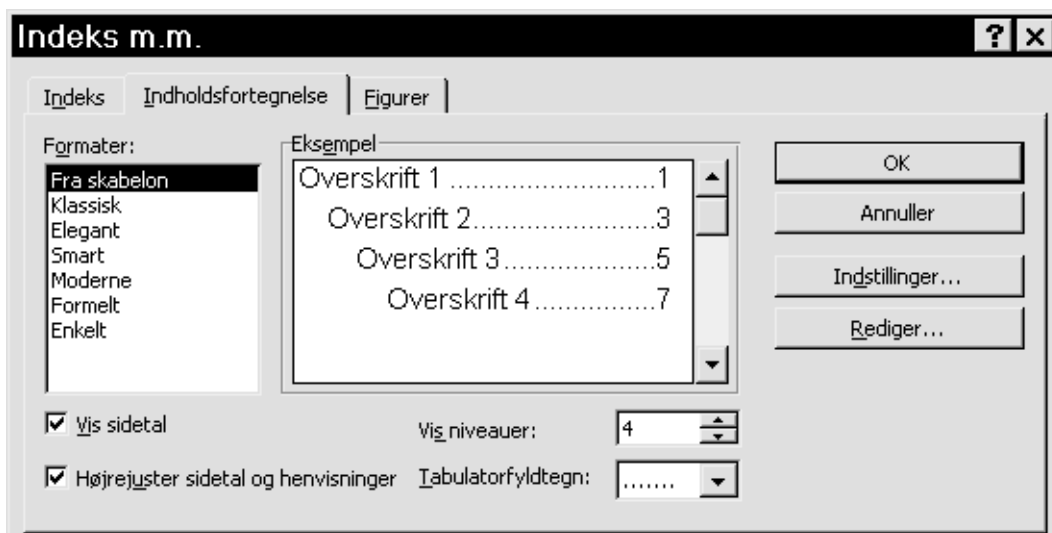 Indeks m.m.
Indeks Indholdsfortegnelse Figurer
Formater:
Fra skabelon
Klassisk
Elegant
Smart
Moderne
Formelt
Enkelt
Eksempel
Overskrift 1 ............................1
Overskrift 2.........................3
Overskrift 3.....................5
Overskrift 4 .................7
OK
Annuller
Indstillinger...
Rediger...
Vis sidetal
Højrejuster sidetal og henvisninger
Vis niveauer: 4
Tabulatorfyldtegn: .......